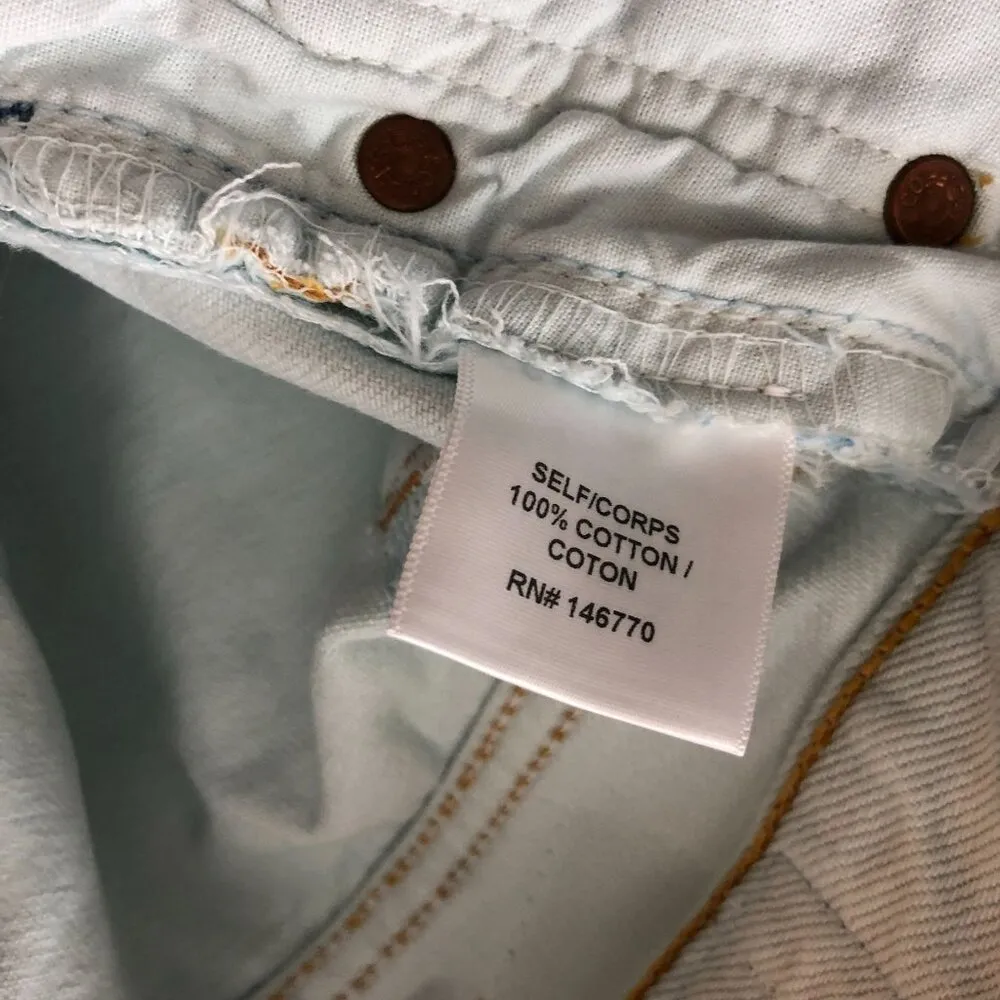 SELF/CORPS
100% COTTON /
COTON
RN# 146770